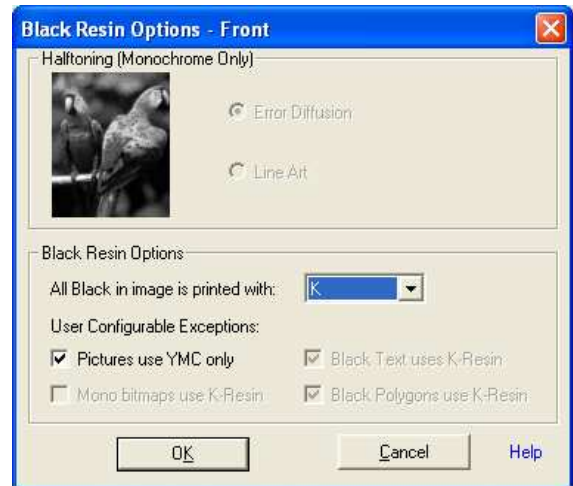 Black Resin Options - Front
Halftoning (Monochrome Only)
Error Diffusion
Line Art
Black Resin Options
All Black in image is printed with: K
User Configurable Exceptions:
Pictures use YMC only Black Text uses K-Resin
Mono bitmaps use K-Resin Black Polygons use K-Resin
OK Cancel Help